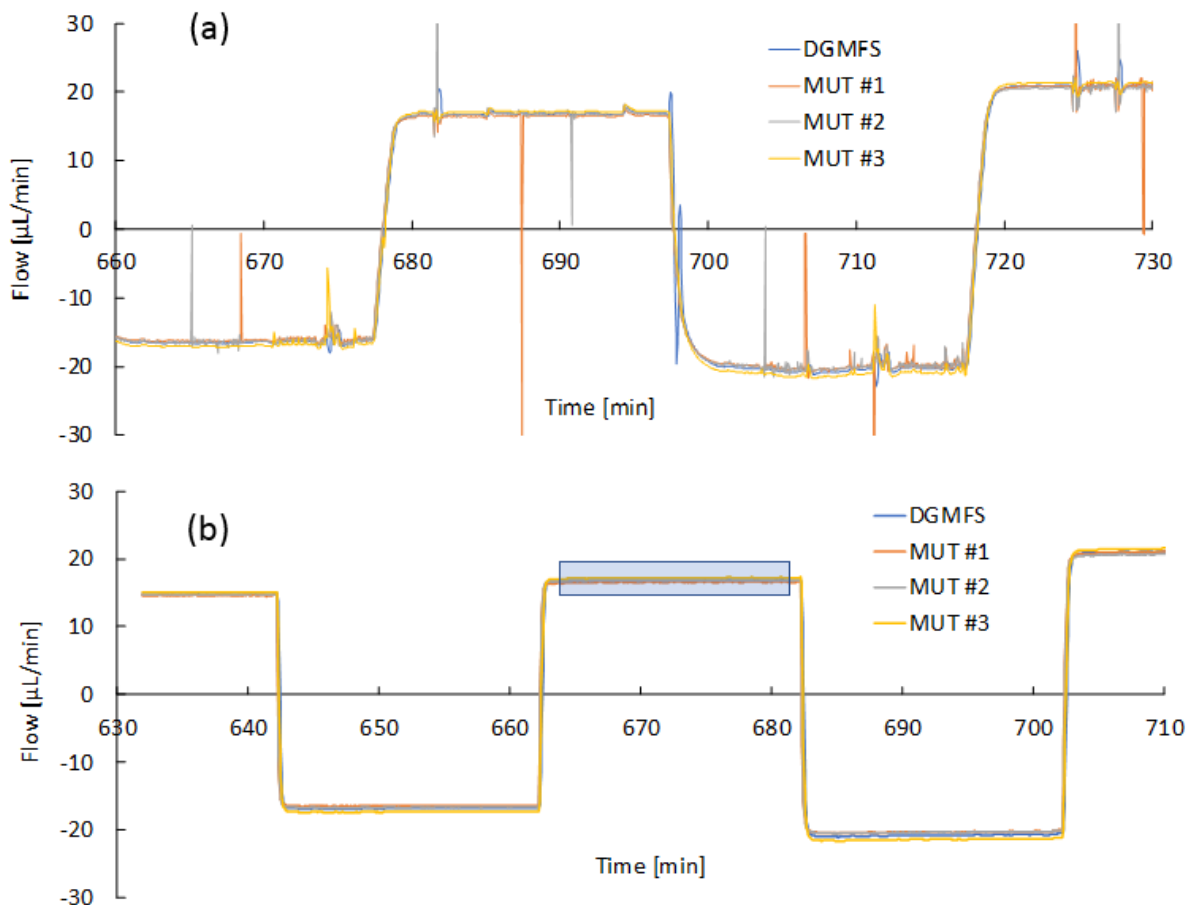 (a)
DGMFS
MUT #1
MUT #2
MUT #3
30
20
10
0
-10
-20
-30
660
670
680
690
700
710
720
730
Flow [µL/min]
Time [min]
(b)
DGMFS
MUT #1
MUT #2
MUT #3
30
20
10
0
-10
-20
-30
630
640
650
660
670
680
690
700
710
Flow [µL/min]
Time [min]